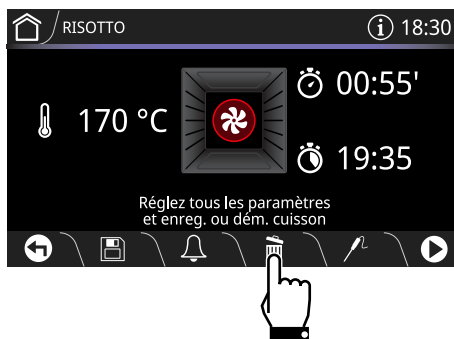 RISOTTO
i 18:30
170 °C
00:55'
19:35
Réglez tous les paramètres
et enreg. ou dém. cuisson